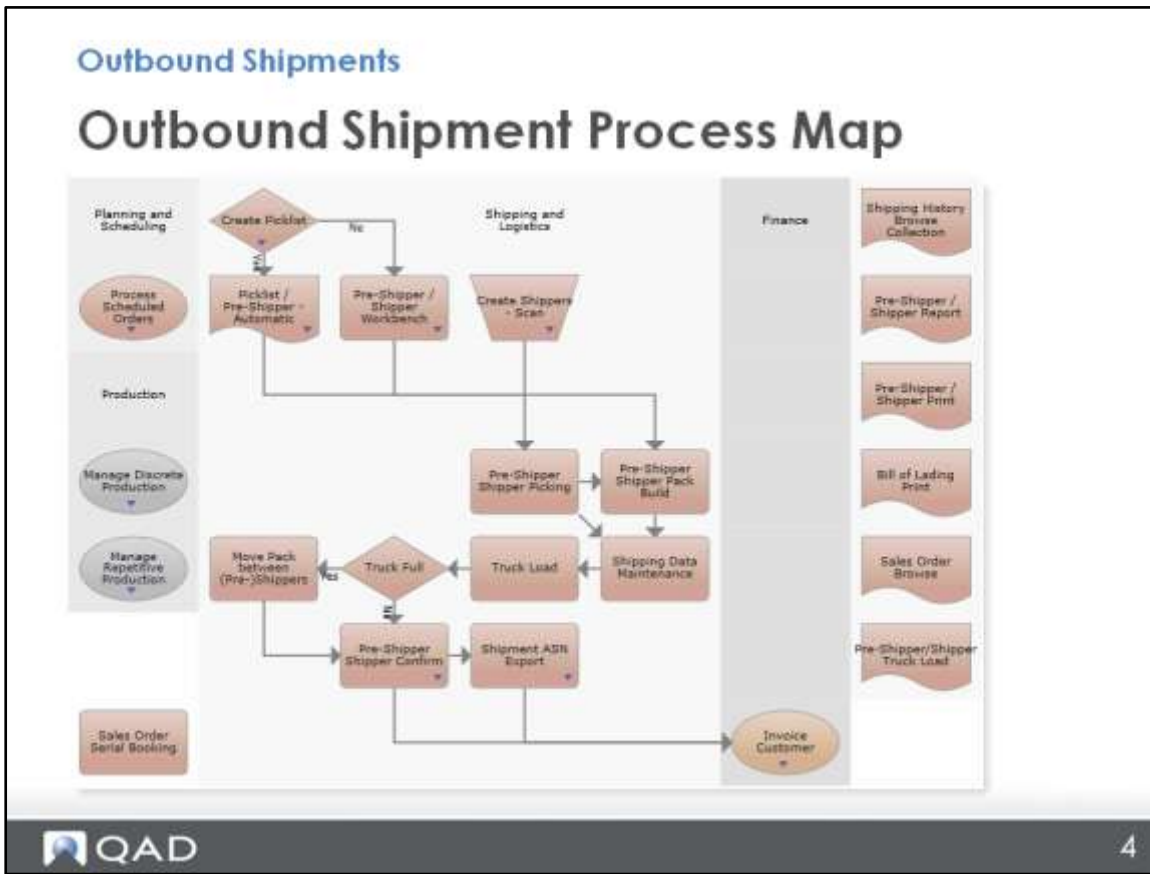 Outbound Shipments
Outbound Shipment Process Map
Planning and
Scheduling
Create Picklist
No
Yes
Shipping and
Logistics
Finance
Shipping History
Browse
Collection
Process
Scheduled
Orders
Picklist /
Pre-Shipper -
Automatic
Pre-Shipper /
Shipper
Workbench
Create Shippers
- Scan
Pre-Shipper /
Shipper Report
Production
Pre-Shipper /
Shipper Print
Manage Discrete
Production
Pre-Shipper
Shipper Picking
Pre-Shipper
Shipper Pack
Build
Bill of Lading
Print
Manage
Repetitive
Production
Move Pack
between
(Pre-)Shippers
Yes
Truck Full
No
Truck Load
Shipping Data
Maintenance
Sales Order
Browse
Pre-Shipper
Shipper Confirm
Shipment ASN
Export
Pre-Shipper/Shipper
Truck Load
Sales Order
Serial Booking
Invoice
Customer
QAD
4